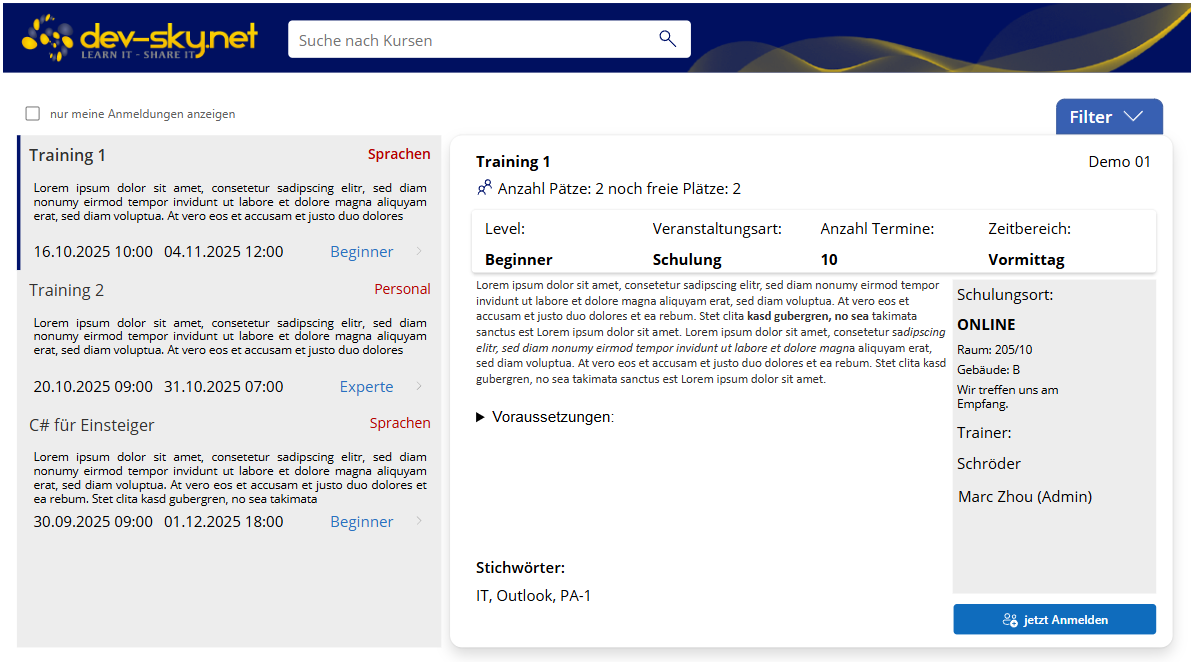 dev-sky.net
LEARN IT - SHARE IT
Suche nach Kursen
nur meine Anmeldungen anzeigen
Filter
Training 1 Sprachen
Lorem ipsum dolor sit amet, consetetur sadipscing elitr, sed diam
nonumy eirmod tempor invidunt ut labore et dolore magna aliquyam
erat, sed diam voluptua. At vero eos et accusam et justo duo dolores
16.10.2025 10:00 04.11.2025 12:00 Beginner
Training 2 Personal
Lorem ipsum dolor sit amet, consetetur sadipscing elitr, sed diam
nonumy eirmod tempor invidunt ut labore et dolore magna aliquyam
erat, sed diam voluptua. At vero eos et accusam et justo duo dolores
20.10.2025 09:00 31.10.2025 07:00 Experte
C# für Einsteiger Sprachen
Lorem ipsum dolor sit amet, consetetur sadipscing elitr, sed diam
nonumy eirmod tempor invidunt ut labore et dolore magna aliquyam
erat, sed diam voluptua. At vero eos et accusam et justo duo dolores et
ea rebum. Stet clita kasd gubergren, no sea takimata
30.09.2025 09:00 01.12.2025 18:00 Beginner
Training 1 Demo 01
Anzahl Pätze: 2 noch freie Plätze: 2
Level: Veranstaltungsart: Anzahl Termine: Zeitbereich:
Beginner Schulung 10 Vormittag
Lorem ipsum dolor sit amet, consetetur sadipscing elitr, sed diam nonumy eirmod tempor
invidunt ut labore et dolore magna aliquyam erat, sed diam voluptua. At vero eos et
accusam et justo duo dolores et ea rebum. Stet clita kasd gubergren, no sea takimata
sanctus est Lorem ipsum dolor sit amet. Lorem ipsum dolor sit amet, consetetur sadipscing
elitr, sed diam nonumy eirmod tempor invidunt ut labore et dolore magna aliquyam erat,
sed diam voluptua. At vero eos et accusam et justo duo dolores et ea rebum. Stet clita kasd
gubergren, no sea takimata sanctus est Lorem ipsum dolor sit amet.
Voraussetzungen:
Stichwörter:
IT, Outlook, PA-1
Schulungsort:
ONLINE
Raum: 205/10
Gebäude: B
Wir treffen uns am
Empfang.
Trainer:
Schröder
Marc Zhou (Admin)
jetzt Anmelden